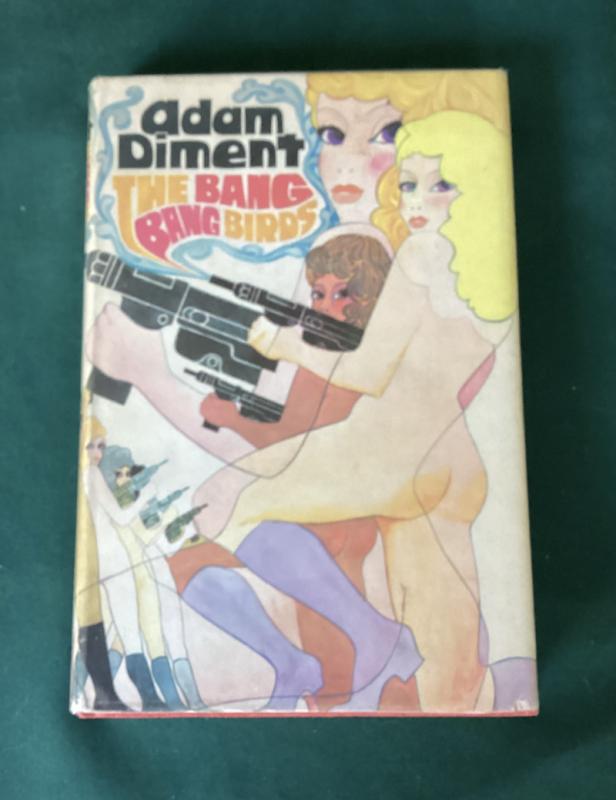 adam
Diment
THE BANG
BANG BIRDS